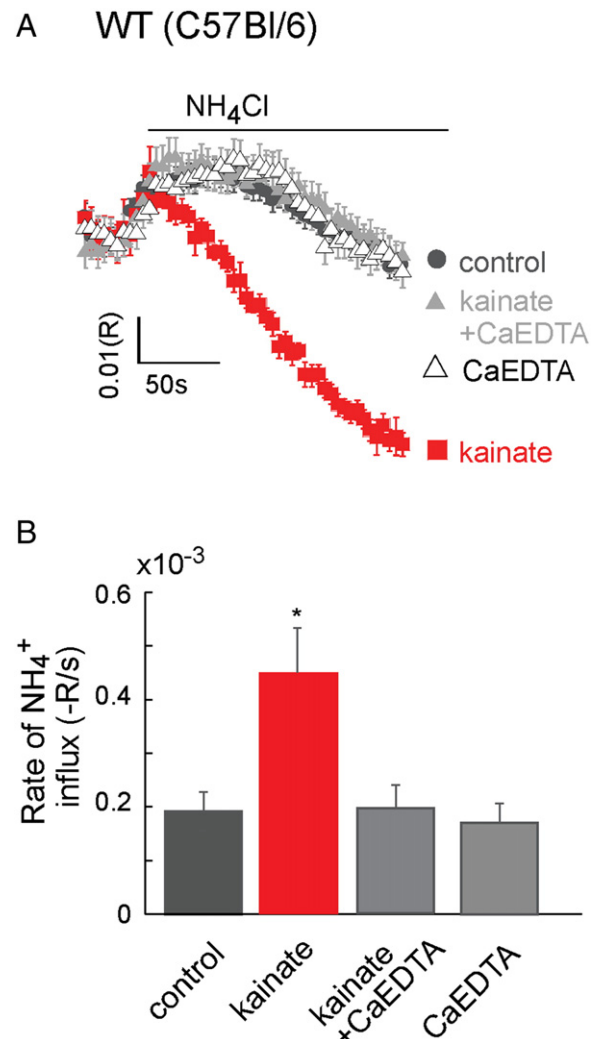 A WT (C57Bl/6)
NH₄Cl
control
kainate
+CaEDTA
CaEDTA
kainate
0.01(R)
50s
B
x10⁻³
0.6
0.4
0.2
0
Rate of NH₄⁺
influx (-R/s)
*
control
kainate
kainate
+CaEDTA
CaEDTA